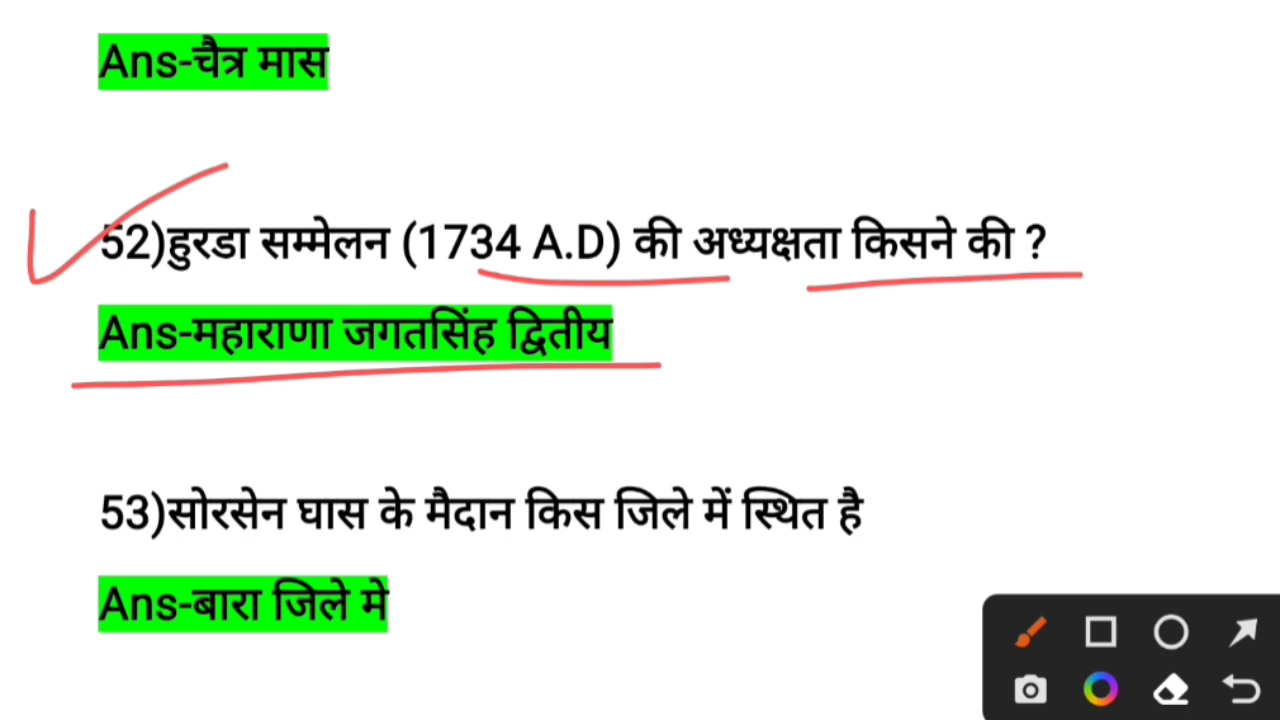 Ans-चैत्र मास
52)हुरडा सम्मेलन (1734 A.D) की अध्यक्षता किसने की ?
Ans-महाराणा जगतसिंह द्वितीय
53)सोरसेन घास के मैदान किस जिले में स्थित है
Ans-बारा जिले मे